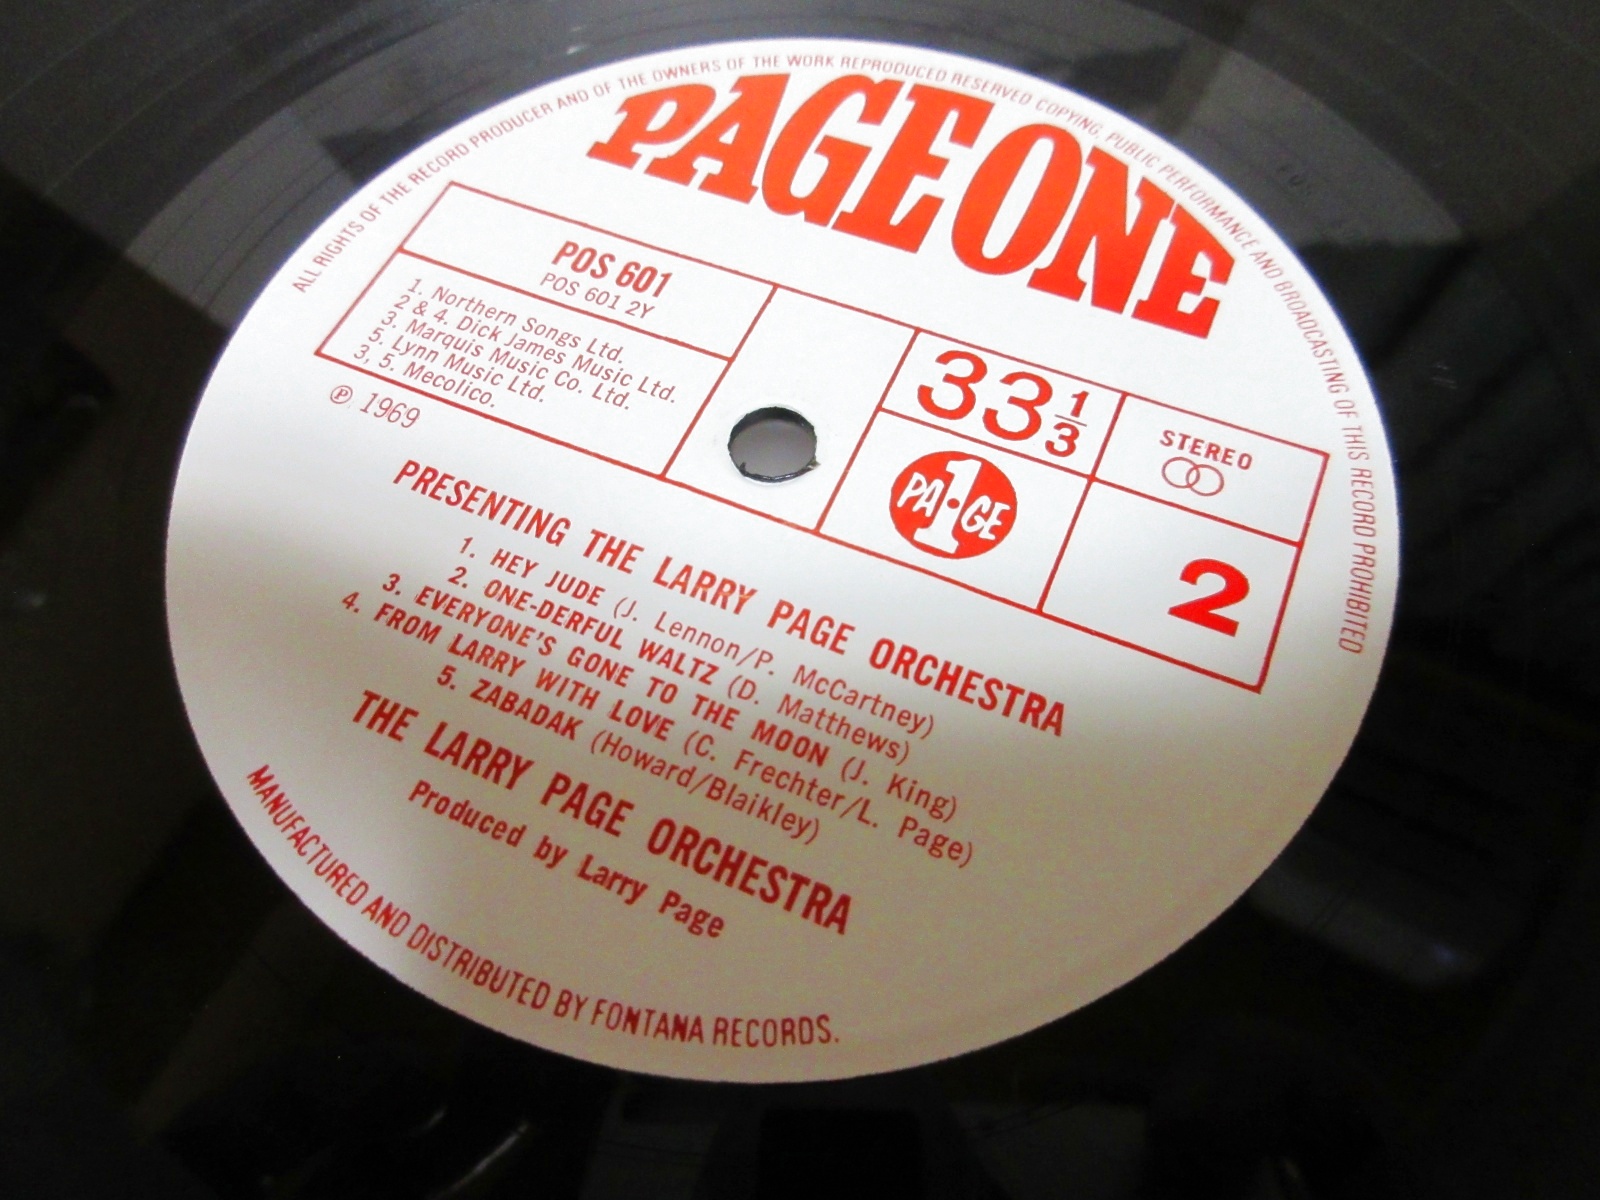 ALL RIGHTS OF THE RECORD PRODUCER AND OF THE OWNERS OF THE WORK REPRODUCED RESERVED COPYING, PUBLIC PERFORMANCE AND BROADCASTING OF THIS RECORD PROHIBITED
PAGE ONE
POS 601
POS 601 2Y
1. Northern Songs Ltd.
2 & 4. Dick James Music Ltd.
3. Marquis Music Co. Ltd.
5. Lynn Music Ltd.
3, 5. Mecolico.
℗ 1969
33 1/3
STEREO
PA·1·GE
2
PRESENTING THE LARRY PAGE ORCHESTRA
1. HEY JUDE (J. Lennon/P. McCartney)
2. ONE-DERFUL WALTZ (D. Matthews)
3. EVERYONE'S GONE TO THE MOON (J. King)
4. FROM LARRY WITH LOVE (C. Frechter/L. Page)
5. ZABADAK (Howard/Blaikley)
THE LARRY PAGE ORCHESTRA
Produced by Larry Page
MANUFACTURED AND DISTRIBUTED BY FONTANA RECORDS.